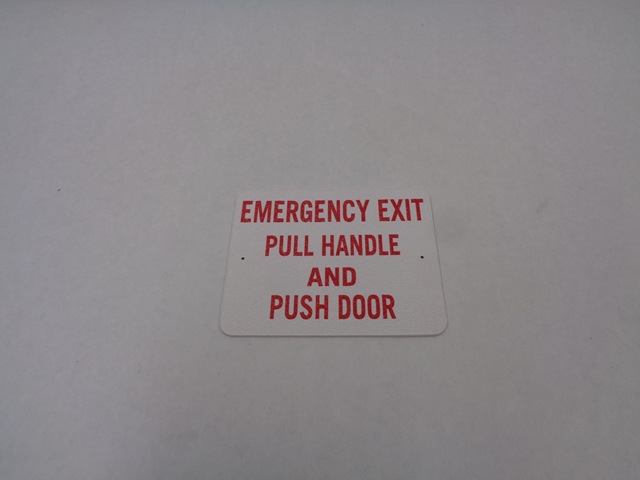 EMERGENCY EXIT
PULL HANDLE
AND
PUSH DOOR